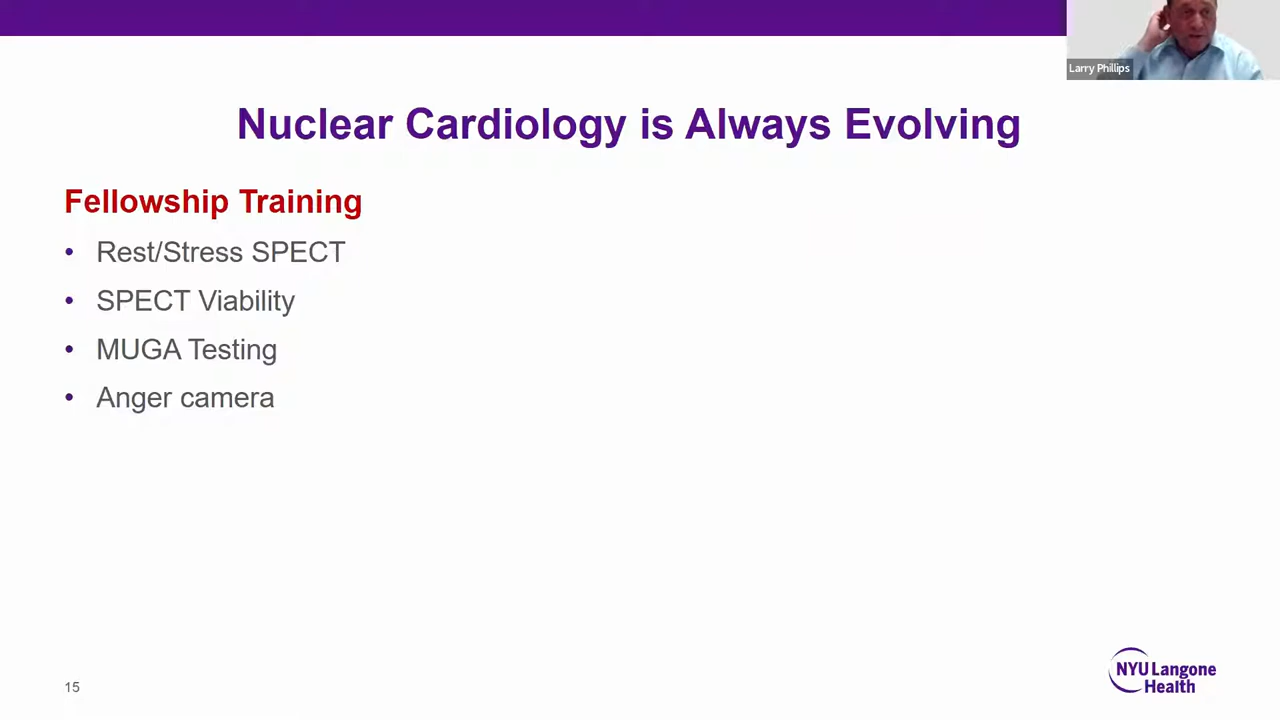 Larry Phillips
Nuclear Cardiology is Always Evolving
Fellowship Training
• Rest/Stress SPECT
• SPECT Viability
• MUGA Testing
• Anger camera
15
NYU Langone
Health